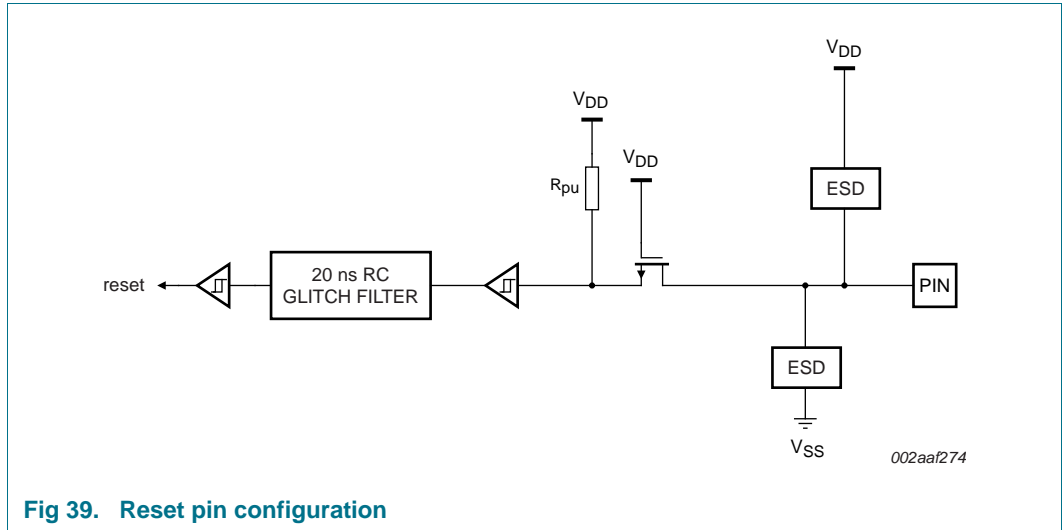 VDD
VDD
VDD
Rpu
ESD
reset
20 ns RC
GLITCH FILTER
PIN
ESD
VSS
002aaf274
Fig 39. Reset pin configuration